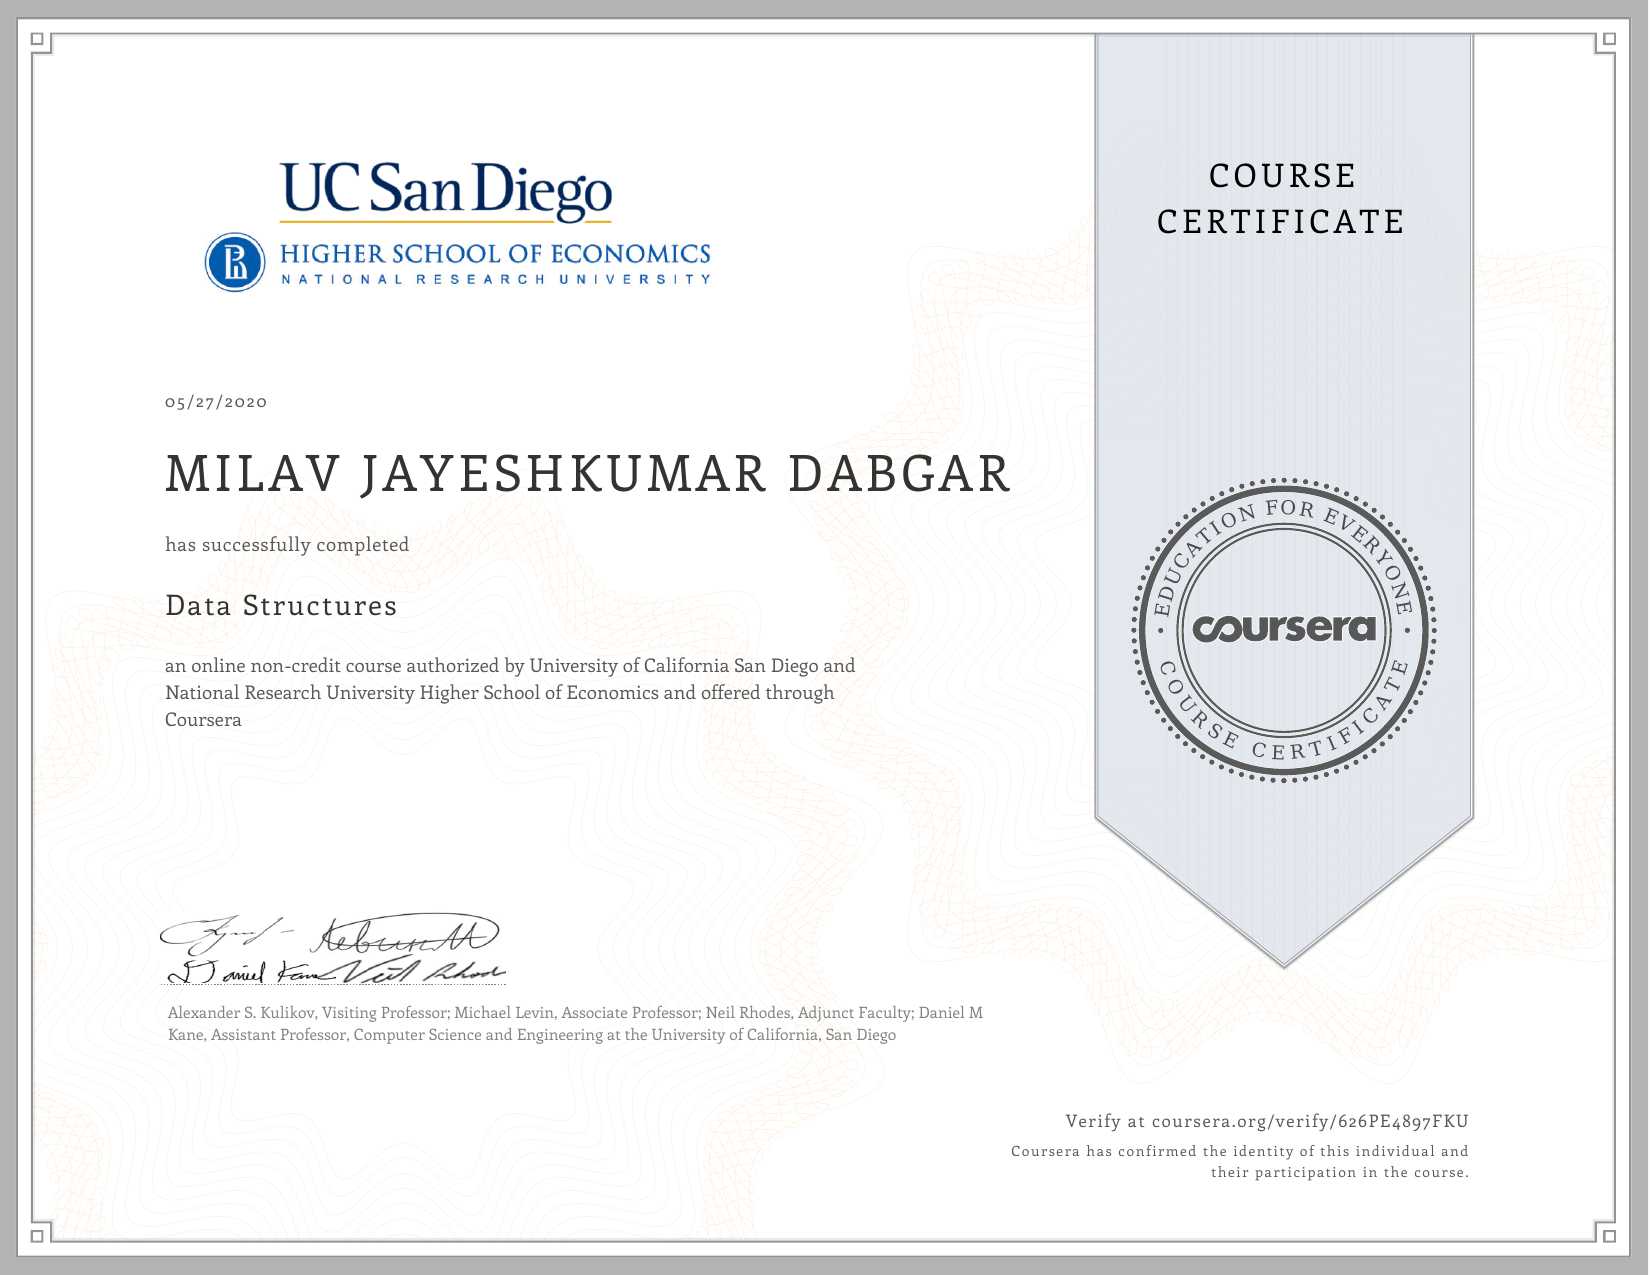 UC San Diego
HIGHER SCHOOL OF ECONOMICS
NATIONAL RESEARCH UNIVERSITY
COURSE
CERTIFICATE
05/27/2020
MILAV JAYESHKUMAR DABGAR
has successfully completed
Data Structures
an online non-credit course authorized by University of California San Diego and
National Research University Higher School of Economics and offered through
Coursera
EDUCATION FOR EVERYONE
coursera
COURSE CERTIFICATE
Daniel Kane Neil Rhodes
Alexander S. Kulikov, Visiting Professor; Michael Levin, Associate Professor; Neil Rhodes, Adjunct Faculty; Daniel M
Kane, Assistant Professor, Computer Science and Engineering at the University of California, San Diego
Verify at coursera.org/verify/626PE4897FKU
Coursera has confirmed the identity of this individual and
their participation in the course.